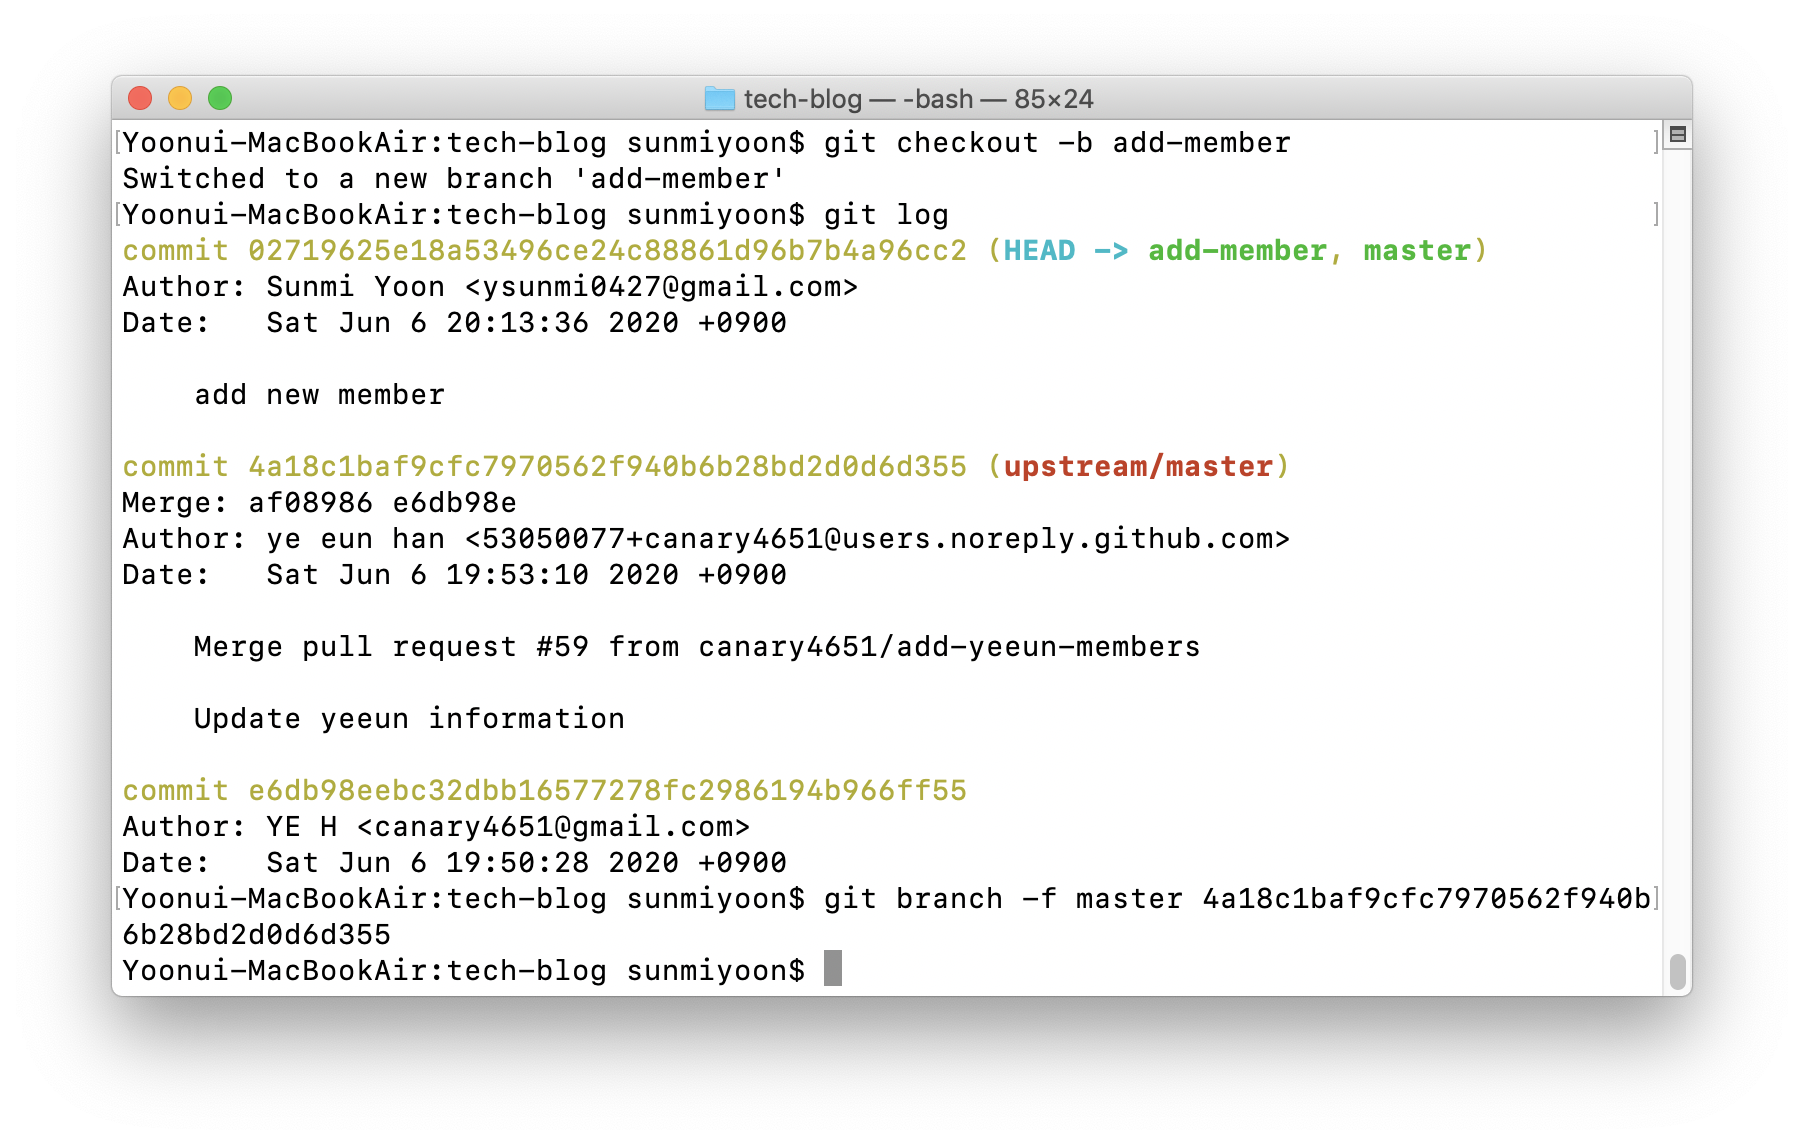 tech-blog — -bash — 85×24
Yoonui-MacBookAir:tech-blog sunmiyoon$ git checkout -b add-member
Switched to a new branch 'add-member'
Yoonui-MacBookAir:tech-blog sunmiyoon$ git log
commit 02719625e18a53496ce24c88861d96b7b4a96cc2 (HEAD -> add-member, master)
Author: Sunmi Yoon <ysunmi0427@gmail.com>
Date:   Sat Jun 6 20:13:36 2020 +0900
    add new member
commit 4a18c1baf9cfc7970562f940b6b28bd2d0d6d355 (upstream/master)
Merge: af08986 e6db98e
Author: ye eun han <53050077+canary4651@users.noreply.github.com>
Date:   Sat Jun 6 19:53:10 2020 +0900
    Merge pull request #59 from canary4651/add-yeeun-members
    Update yeeun information
commit e6db98eebc32dbb16577278fc2986194b966ff55
Author: YE H <canary4651@gmail.com>
Date:   Sat Jun 6 19:50:28 2020 +0900
Yoonui-MacBookAir:tech-blog sunmiyoon$ git branch -f master 4a18c1baf9cfc7970562f940b
6b28bd2d0d6d355
Yoonui-MacBookAir:tech-blog sunmiyoon$